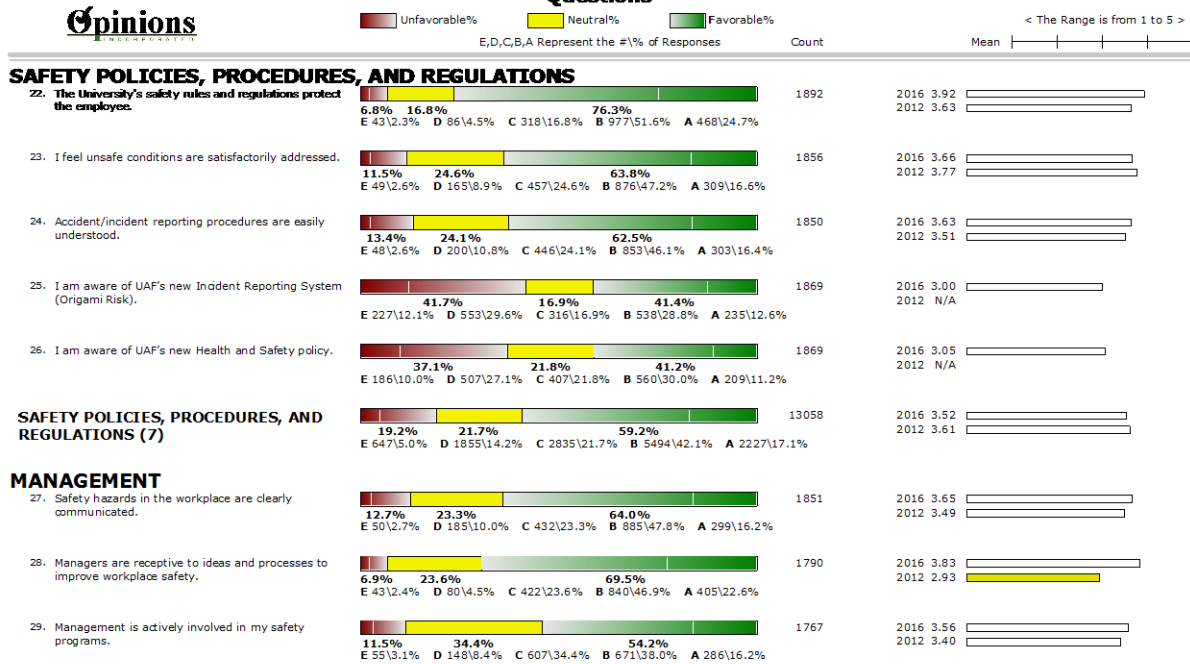 Questions
Opinions
INCORPORATED
Unfavorable% Neutral% Favorable%
< The Range is from 1 to 5 >
E,D,C,B,A Represent the #\% of Responses Count Mean
SAFETY POLICIES, PROCEDURES, AND REGULATIONS
22. The University's safety rules and regulations protect
the employee.
6.8% 16.8% 76.3%
E 43\2.3% D 86\4.5% C 318\16.8% B 977\51.6% A 468\24.7%
1892
2016 3.92
2012 3.63
23. I feel unsafe conditions are satisfactorily addressed.
11.5% 24.6% 63.8%
E 49\2.6% D 165\8.9% C 457\24.6% B 876\47.2% A 309\16.6%
1856
2016 3.66
2012 3.77
24. Accident/incident reporting procedures are easily
understood.
13.4% 24.1% 62.5%
E 48\2.6% D 200\10.8% C 446\24.1% B 853\46.1% A 303\16.4%
1850
2016 3.63
2012 3.51
25. I am aware of UAF's new Incident Reporting System
(Origami Risk).
41.7% 16.9% 41.4%
E 227\12.1% D 553\29.6% C 316\16.9% B 538\28.8% A 235\12.6%
1869
2016 3.00
2012 N/A
26. I am aware of UAF's new Health and Safety policy.
37.1% 21.8% 41.2%
E 186\10.0% D 507\27.1% C 407\21.8% B 560\30.0% A 209\11.2%
1869
2016 3.05
2012 N/A
SAFETY POLICIES, PROCEDURES, AND
REGULATIONS (7)
19.2% 21.7% 59.2%
E 647\5.0% D 1855\14.2% C 2835\21.7% B 5494\42.1% A 2227\17.1%
13058
2016 3.52
2012 3.61
MANAGEMENT
27. Safety hazards in the workplace are clearly
communicated.
12.7% 23.3% 64.0%
E 50\2.7% D 185\10.0% C 432\23.3% B 885\47.8% A 299\16.2%
1851
2016 3.65
2012 3.49
28. Managers are receptive to ideas and processes to
improve workplace safety.
6.9% 23.6% 69.5%
E 43\2.4% D 80\4.5% C 422\23.6% B 840\46.9% A 405\22.6%
1790
2016 3.83
2012 2.93
29. Management is actively involved in my safety
programs.
11.5% 34.4% 54.2%
E 55\3.1% D 148\8.4% C 607\34.4% B 671\38.0% A 286\16.2%
1767
2016 3.56
2012 3.40